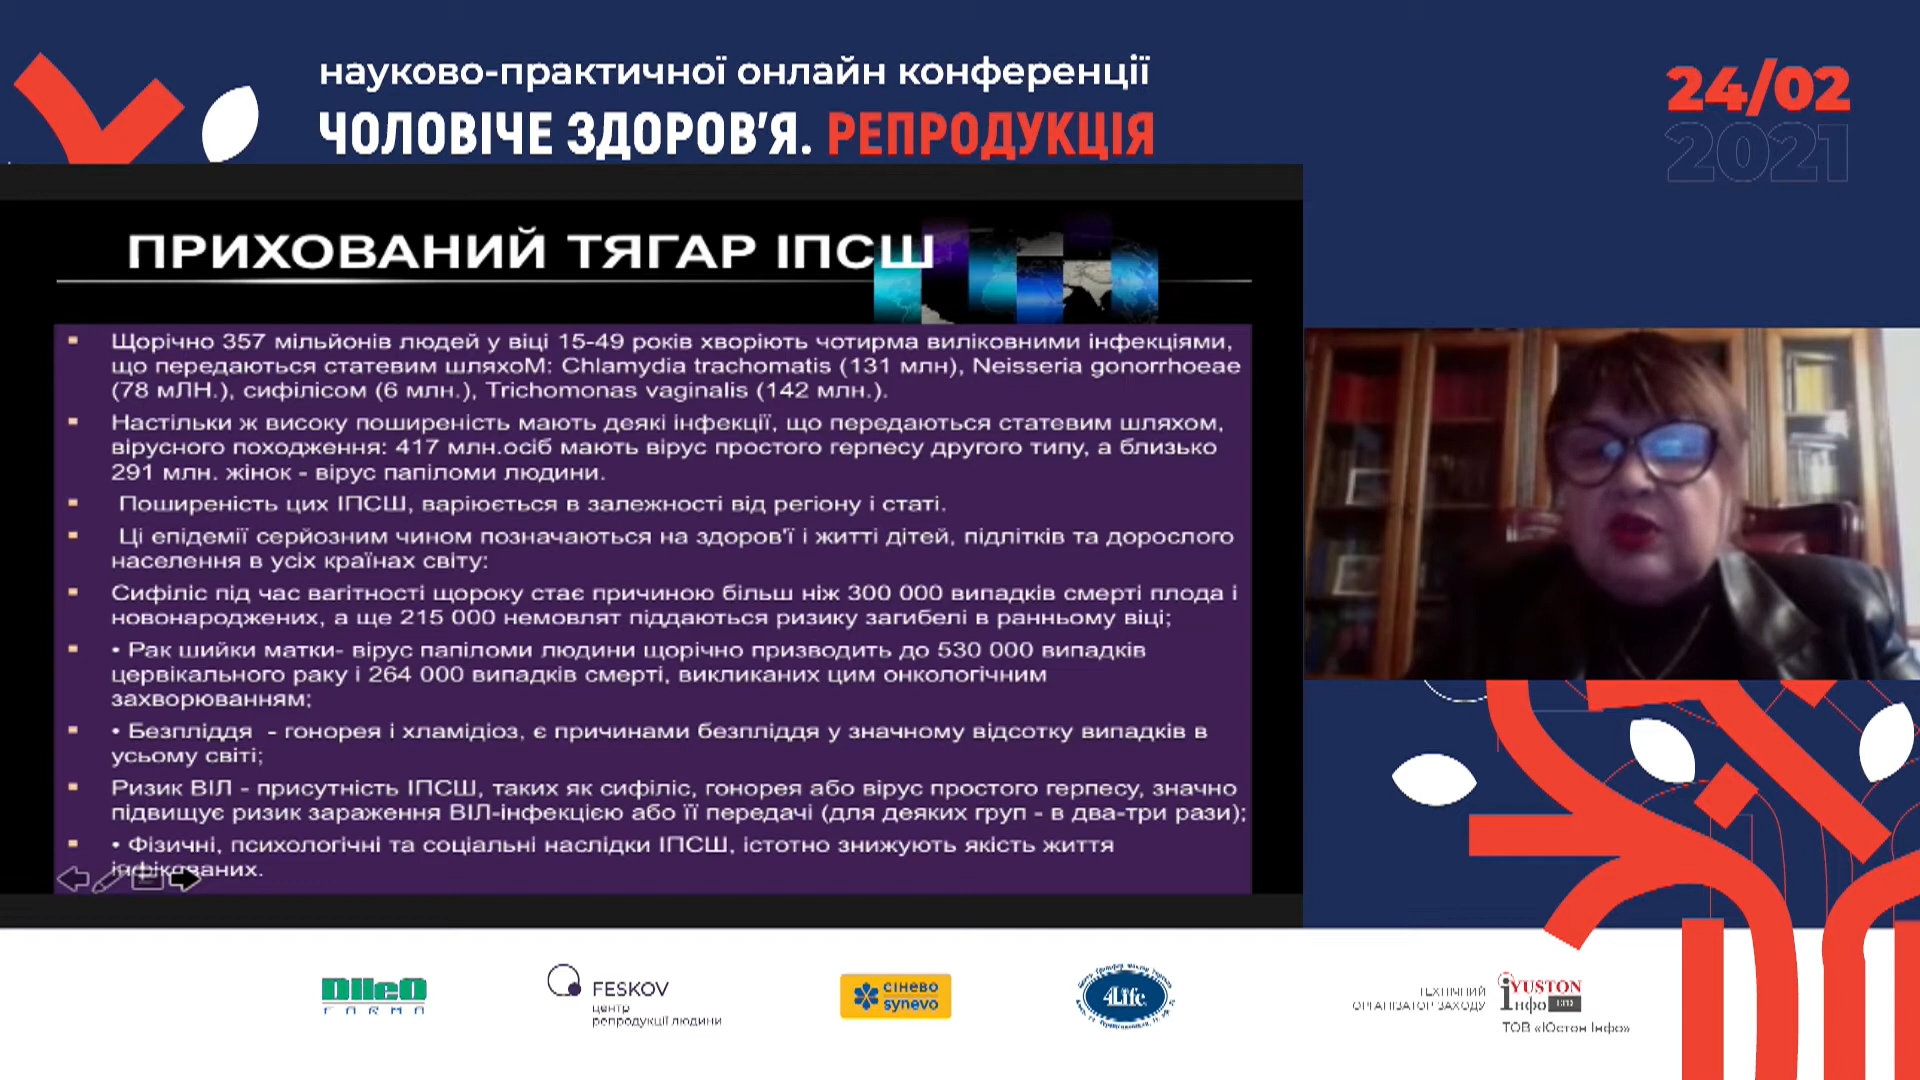 науково-практичної онлайн конференції
ЧОЛОВІЧЕ ЗДОРОВ'Я. РЕПРОДУКЦІЯ
24/02
2021
ПРИХОВАНИЙ ТЯГАР ІПСШ
Щорічно 357 мільйонів людей у віці 15-49 років хворіють чотирма виліковними інфекціями,
що передаються статевим шляхоМ: Chlamydia trachomatis (131 млн), Neisseria gonorrhoeae
(78 мЛН.), сифілісом (6 млн.), Trichomonas vaginalis (142 млн.).
Настільки ж високу поширеність мають деякі інфекції, що передаються статевим шляхом,
вірусного походження: 417 млн.осіб мають вірус простого герпесу другого типу, а близько
291 млн. жінок - вірус папіломи людини.
Поширеність цих ІПСШ, варіюється в залежності від регіону і статі.
Ці епідемії серйозним чином позначаються на здоров'ї і житті дітей, підлітків та дорослого
населення в усіх країнах світу:
Сифіліс під час вагітності щороку стає причиною більш ніж 300 000 випадків смерті плода і
новонароджених, а ще 215 000 немовлят піддаються ризику загибелі в ранньому віці;
• Рак шийки матки- вірус папіломи людини щорічно призводить до 530 000 випадків
цервікального раку і 264 000 випадків смерті, викликаних цим онкологічним
захворюванням;
• Безпліддя - гонорея і хламідіоз, є причинами безпліддя у значному відсотку випадків в
усьому світі;
Ризик ВІЛ - присутність ІПСШ, таких як сифіліс, гонорея або вірус простого герпесу, значно
підвищує ризик зараження ВІЛ-інфекцією або її передачі (для деяких груп - в два-три рази);
• Фізичні, психологічні та соціальні наслідки ІПСШ, істотно знижують якість життя
інфікованих.
DIleO
FARMA
FESKOV
центр
репродукції людини
СІНЕВО
synevo
4Life
ТЕХНІЧНИЙ
ОРГАНІЗАТОР ЗАХОДУ
YUSTON
Інфо
ТОВ «Юстон Інфо»